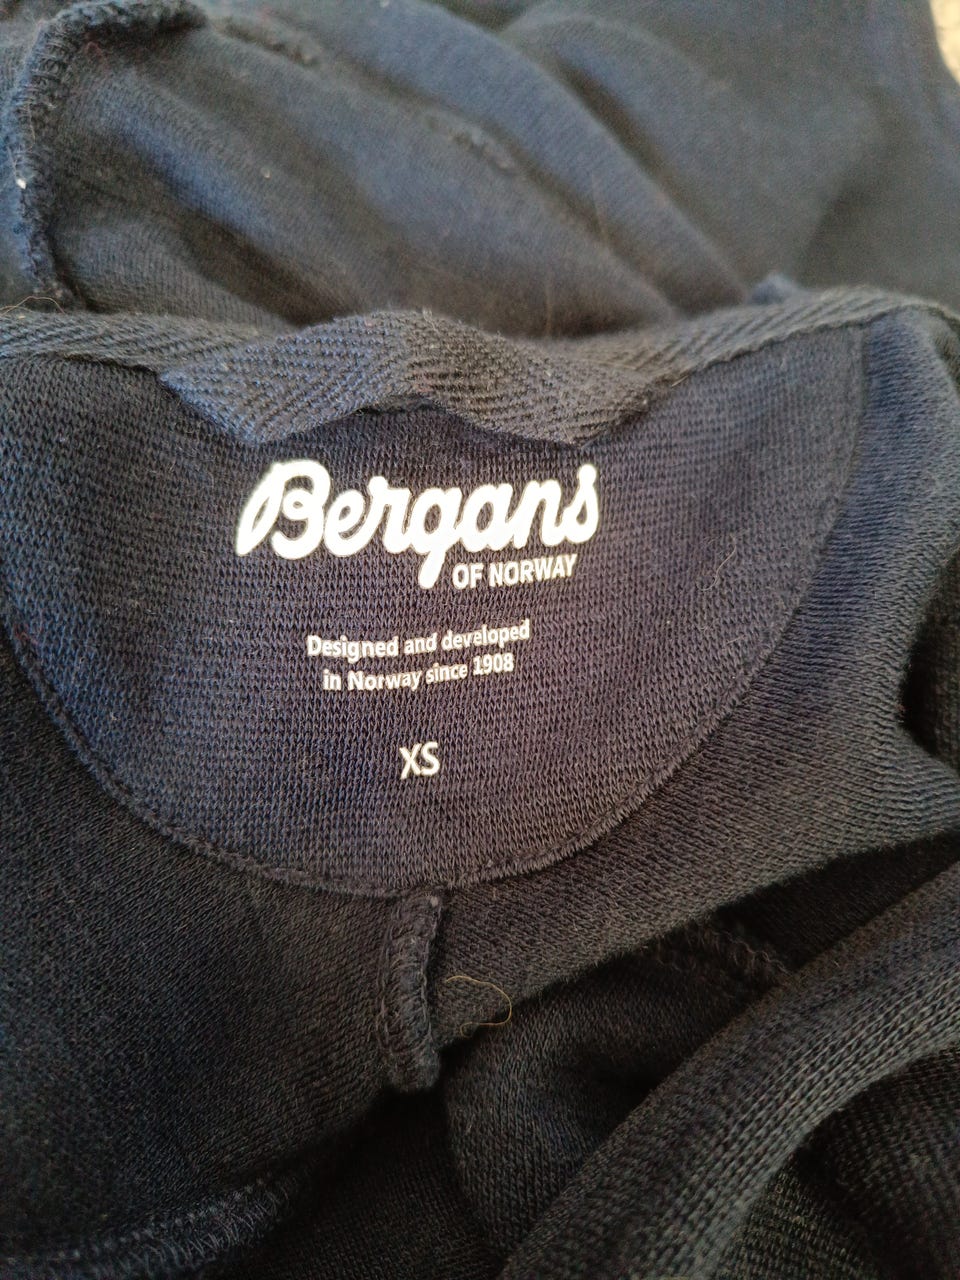 Bergans
OF NORWAY
Designed and developed
in Norway since 1908
XS